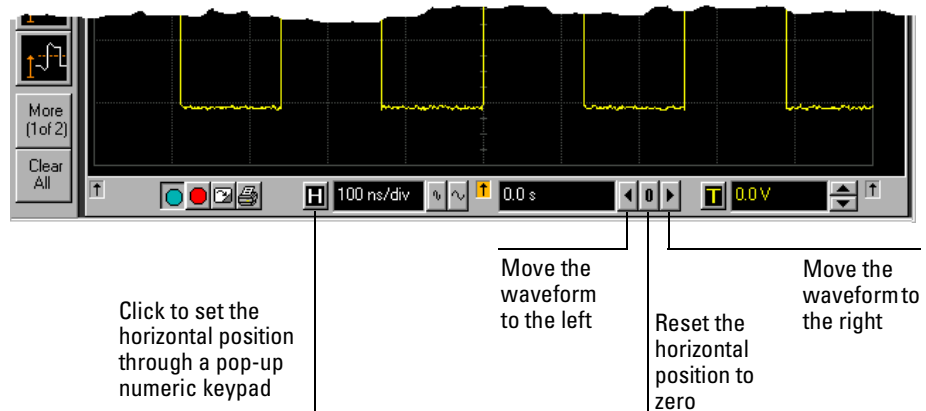 More
(1of 2)
Clear
All
H 100 ns/div 0.0 s 0 T 0.0 V
Move the
waveform
to the left
Move the
waveform to
the right
Click to set the
horizontal position
through a pop-up
numeric keypad
Reset the
horizontal
position to
zero